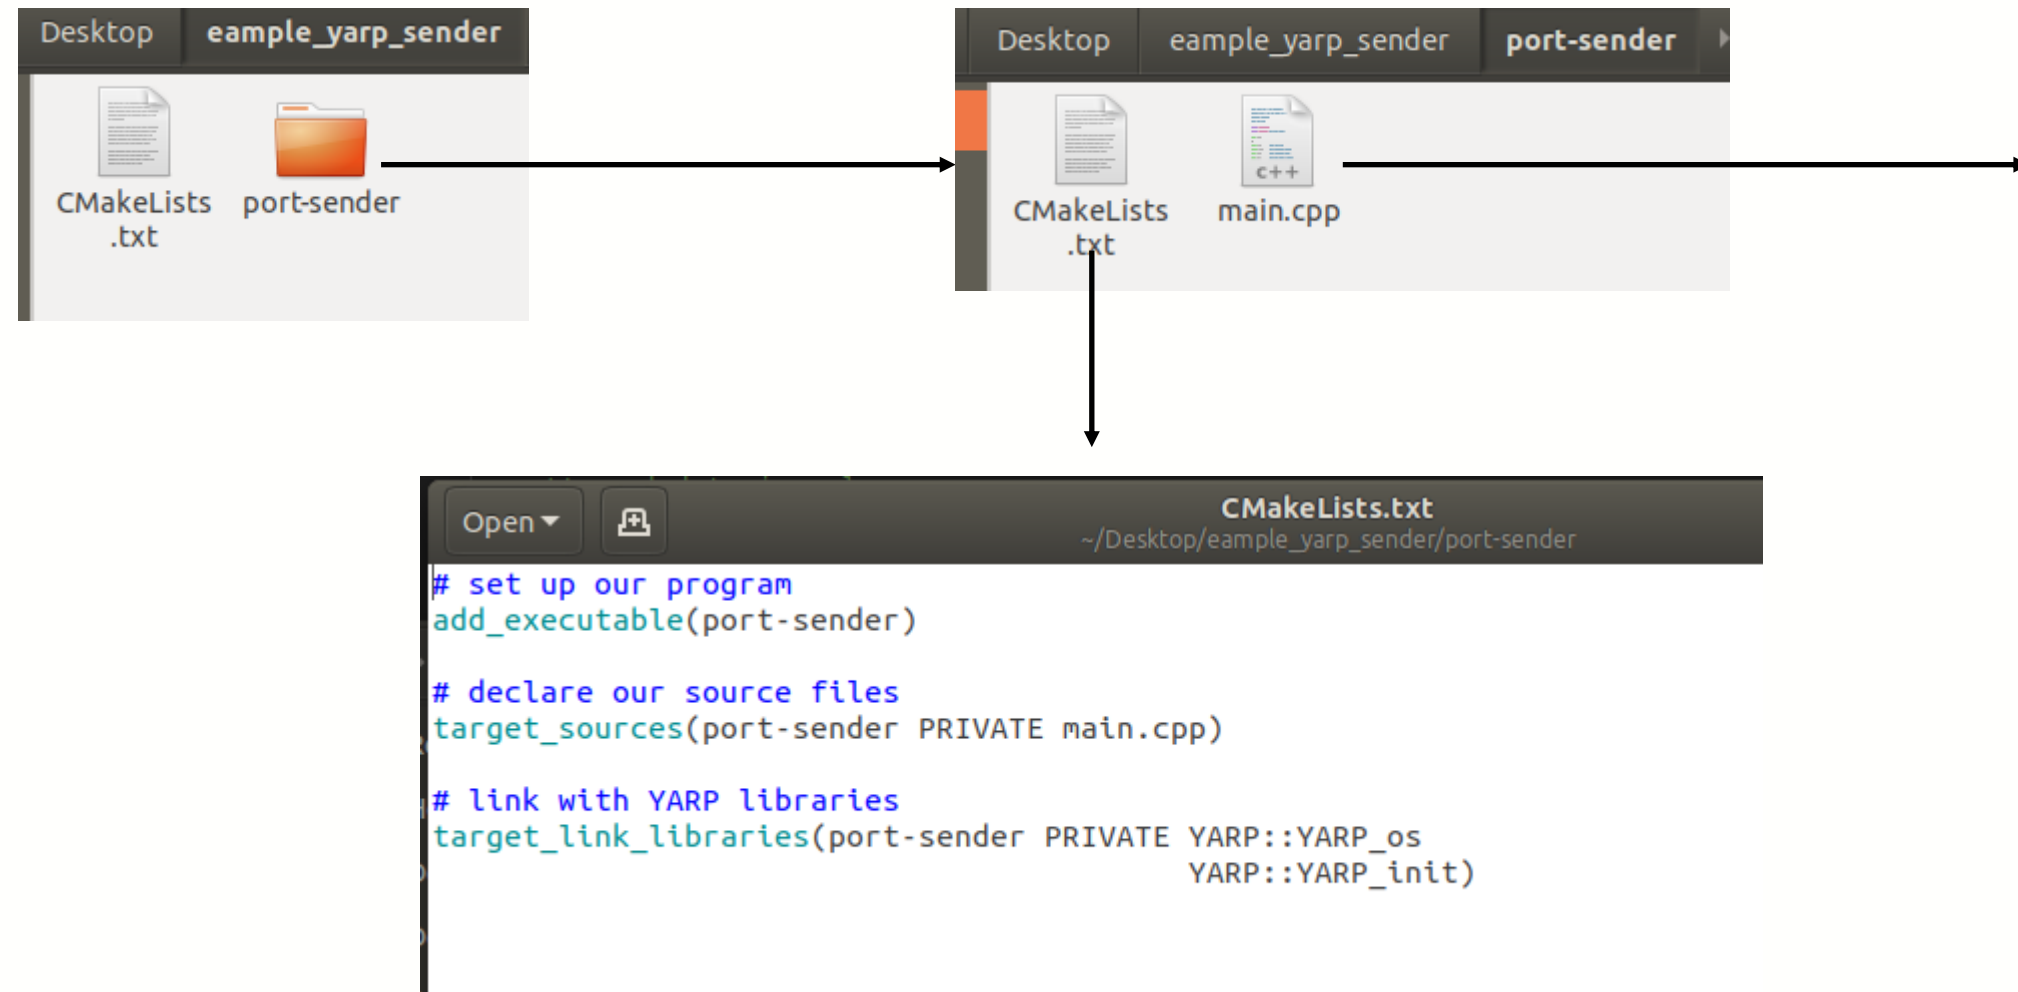 Desktop eample_yarp_sender
CMakeLists
.txt
port-sender
Desktop eample_yarp_sender port-sender
CMakeLists
.txt
c++
main.cpp
Open
CMakeLists.txt
~/Desktop/eample_yarp_sender/port-sender
# set up our program
add_executable(port-sender)
# declare our source files
target_sources(port-sender PRIVATE main.cpp)
# link with YARP libraries
target_link_libraries(port-sender PRIVATE YARP::YARP_os
YARP::YARP_init)